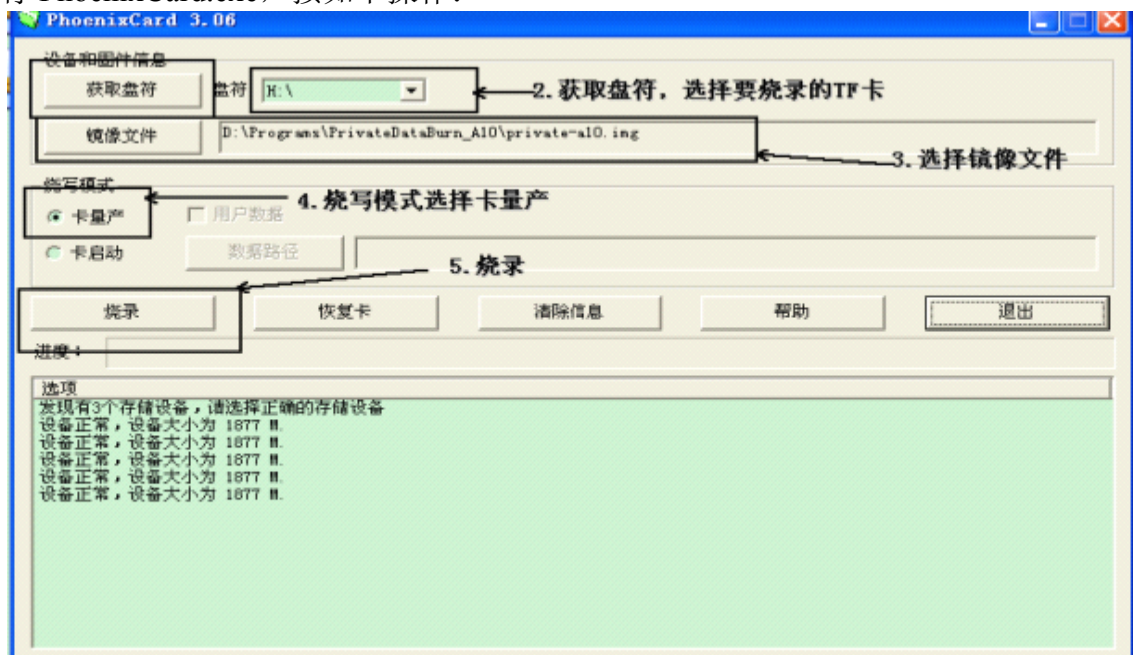 PhoenixCard.exe，按如下操作：
PhoenixCard 3.06
设备和固件信息
获取盘符 盘符 H:\ 2.获取盘符，选择要烧录的TF卡
镜像文件 D:\Programs\PrivateDataBurn_A10\private-a10.img
3.选择镜像文件
烧写模式
4.烧写模式选择卡量产
卡量产 用户数据
卡启动 数据路径
5.烧录
烧录 恢复卡 清除信息 帮助 退出
进度：
选项
发现有3个存储设备，请选择正确的存储设备
设备正常，设备大小为 1877 M.
设备正常，设备大小为 1877 M.
设备正常，设备大小为 1877 M.
设备正常，设备大小为 1877 M.
设备正常，设备大小为 1877 M.